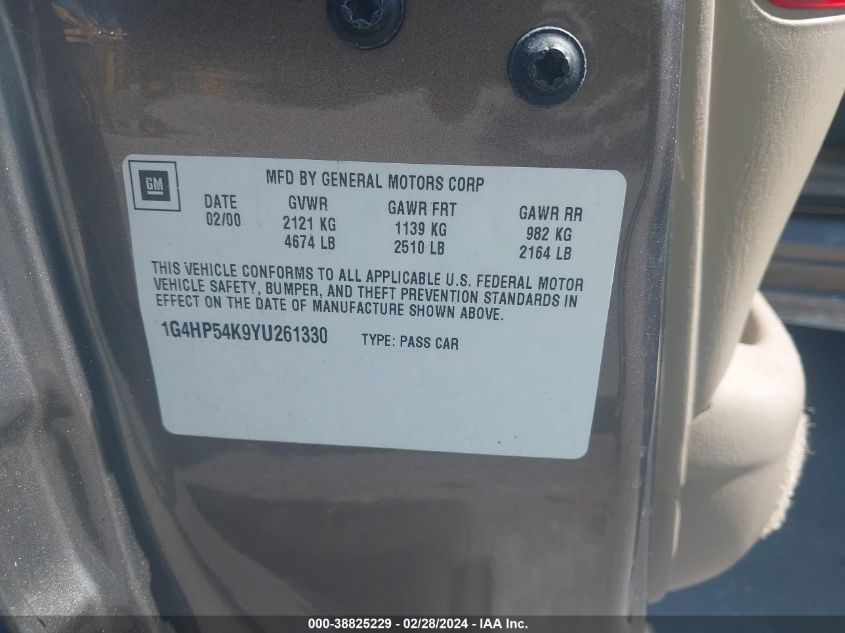 GM
MFD BY GENERAL MOTORS CORP
DATE GVWR GAWR FRT GAWR RR
02/00 2121 KG 1139 KG 982 KG
4674 LB 2510 LB 2164 LB
THIS VEHICLE CONFORMS TO ALL APPLICABLE U.S. FEDERAL MOTOR
VEHICLE SAFETY, BUMPER, AND THEFT PREVENTION STANDARDS IN
EFFECT ON THE DATE OF MANUFACTURE SHOWN ABOVE.
1G4HP54K9YU261330 TYPE: PASS CAR
000-38825229 - 02/28/2024 - IAA Inc.